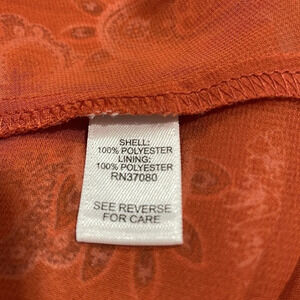 SHELL:
100% POLYESTER
LINING:
100% POLYESTER
RN37080
SEE REVERSE
FOR CARE